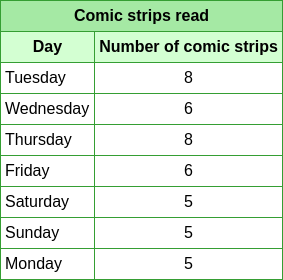 Comic strips read
Day Number of comic strips
Tuesday 8
Wednesday 6
Thursday 8
Friday 6
Saturday 5
Sunday 5
Monday 5